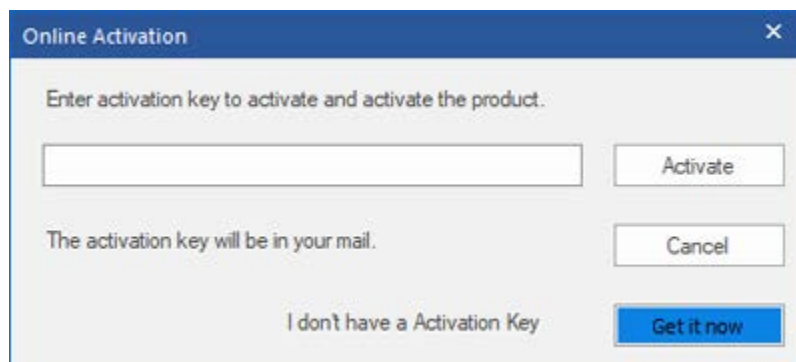 Online Activation
Enter activation key to activate and activate the product.
Activate
The activation key will be in your mail.
Cancel
I don't have a Activation Key
Get it now